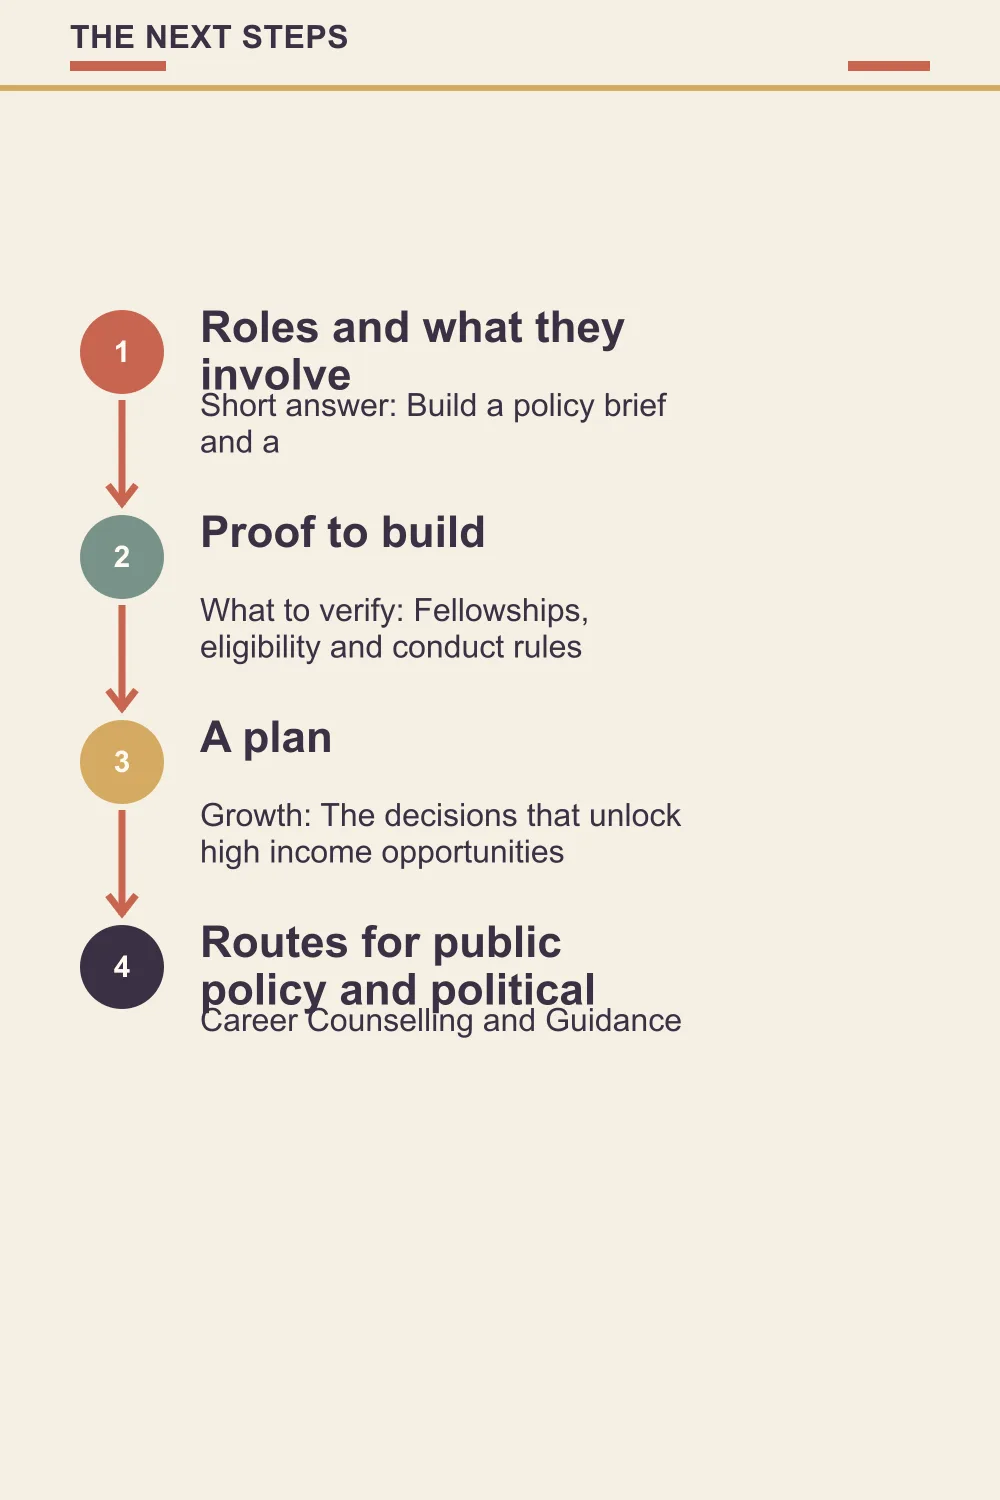 THE NEXT STEPS
1
Roles and what they
involve
Short answer: Build a policy brief
and a
2
Proof to build
What to verify: Fellowships,
eligibility and conduct rules
3
A plan
Growth: The decisions that unlock
high income opportunities
4
Routes for public
policy and political
Career Counselling and Guidance